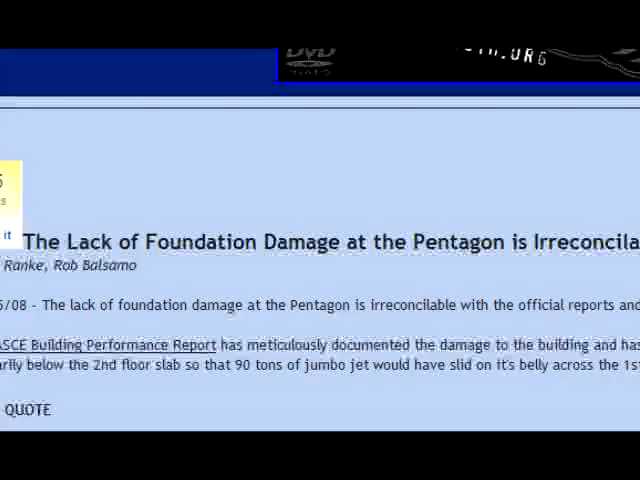 DVD
VIDEO
.ORG
s
it
The Lack of Foundation Damage at the Pentagon is Irreconcila
Ranke, Rob Balsamo
/08 - The lack of foundation damage at the Pentagon is irreconcilable with the official reports and
ASCE Building Performance Report has meticulously documented the damage to the building and has
arily below the 2nd floor slab so that 90 tons of jumbo jet would have slid on it's belly across the 1st
QUOTE